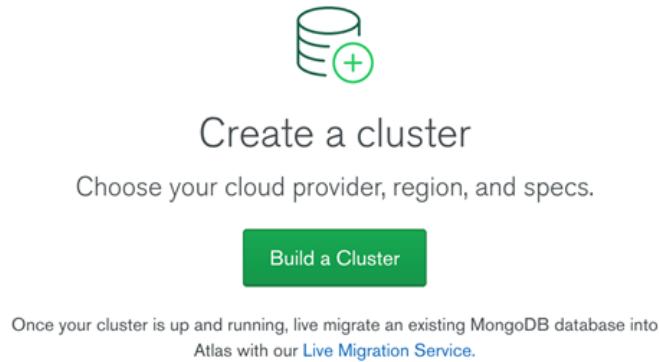 Create a cluster
Choose your cloud provider, region, and specs.
Build a Cluster
Once your cluster is up and running, live migrate an existing MongoDB database into
Atlas with our Live Migration Service.